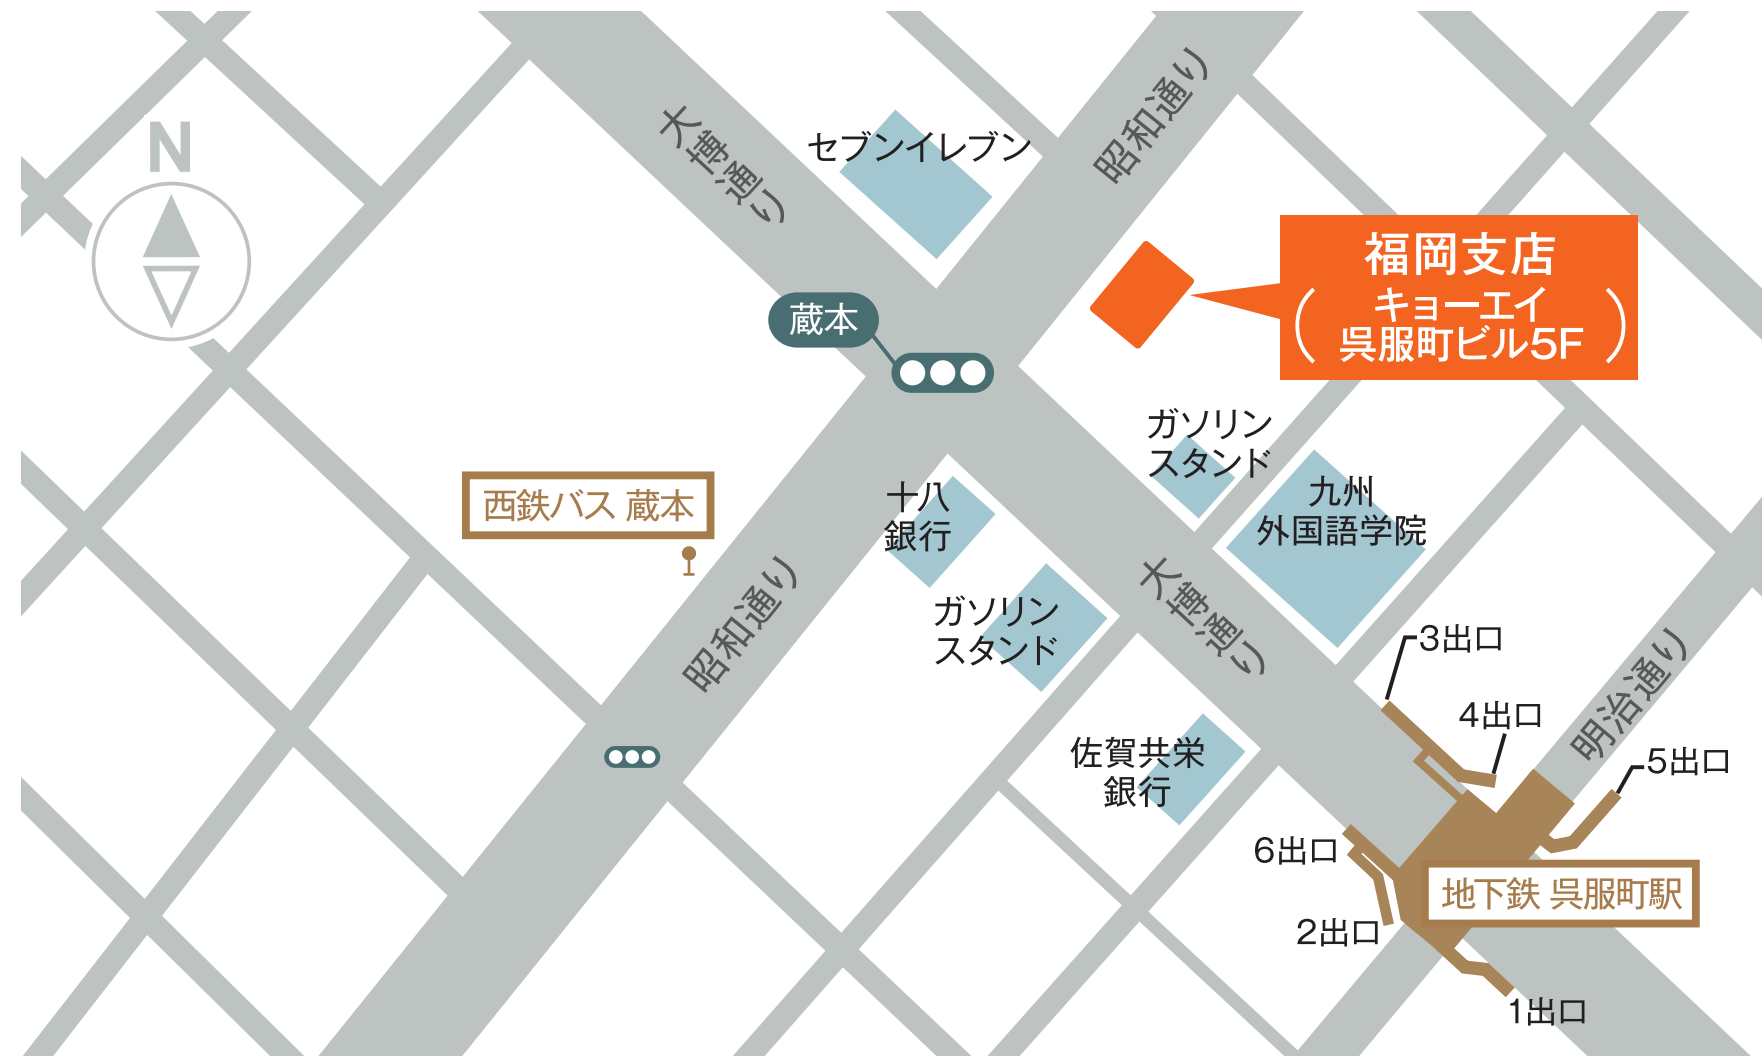 N
大博通り
セブンイレブン
昭和通り
福岡支店
(キョーエイ
呉服町ビル5F)
蔵本
ガソリン
スタンド
西鉄バス 蔵本
十八
銀行
九州
外国語学院
昭和通り
ガソリン
スタンド
大博通り
3出口
4出口
明治通り
5出口
佐賀共栄
銀行
6出口
地下鉄 呉服町駅
2出口
1出口